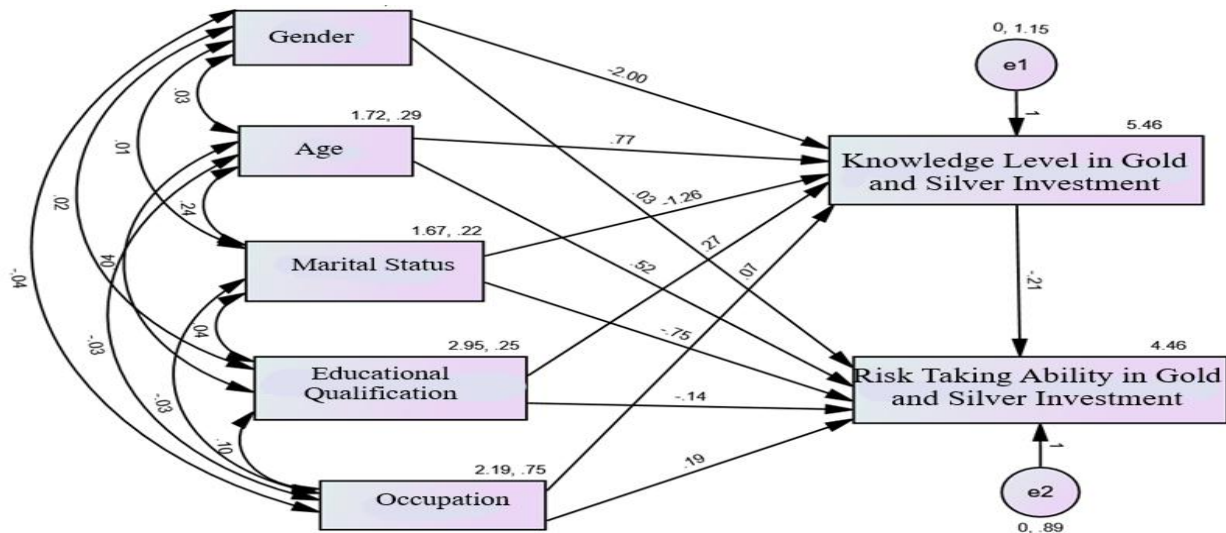 Gender
0, 1.15
e1
-2.00
.03
1.72, .29
1
5.46
Age
.77
Knowledge Level in Gold
and Silver Investment
.01
.03
-1.26
.24
1.67, .22
.02
.27
Marital Status
.52
.07
.04
-.04
-.21
-.75
-.03
.04
2.95, .25
4.46
Educational
Qualification
Risk Taking Ability in Gold
and Silver Investment
-.14
-.03
.10
2.19, .75
.19
1
Occupation
e2
0, .89